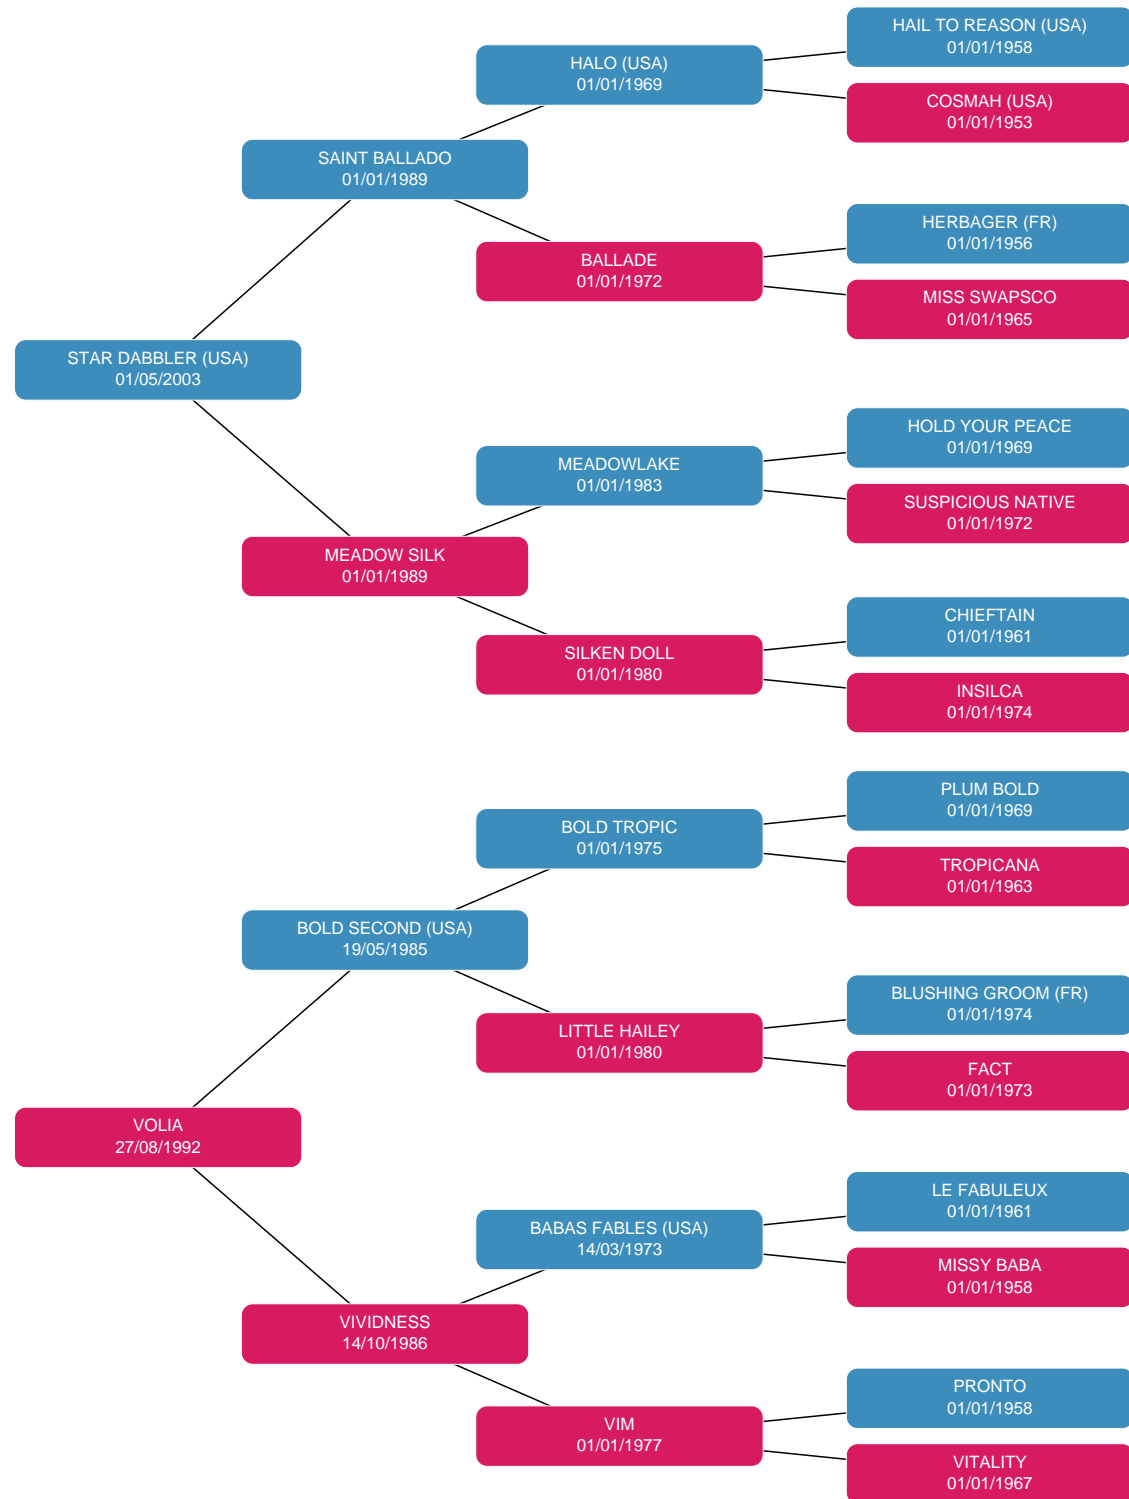 HAIL TO REASON (USA)
01/01/1958
HALO (USA)
01/01/1969
COSMAH (USA)
01/01/1953
SAINT BALLADO
01/01/1989
HERBAGER (FR)
01/01/1956
BALLADE
01/01/1972
MISS SWAPSCO
01/01/1965
STAR DABBLER (USA)
01/05/2003
HOLD YOUR PEACE
01/01/1969
MEADOWLAKE
01/01/1983
SUSPICIOUS NATIVE
01/01/1972
MEADOW SILK
01/01/1989
CHIEFTAIN
01/01/1961
SILKEN DOLL
01/01/1980
INSILCA
01/01/1974
PLUM BOLD
01/01/1969
BOLD TROPIC
01/01/1975
TROPICANA
01/01/1963
BOLD SECOND (USA)
19/05/1985
BLUSHING GROOM (FR)
01/01/1974
LITTLE HAILEY
01/01/1980
FACT
01/01/1973
VOLIA
27/08/1992
LE FABULEUX
01/01/1961
BABAS FABLES (USA)
14/03/1973
MISSY BABA
01/01/1958
VIVIDNESS
14/10/1986
PRONTO
01/01/1958
VIM
01/01/1977
VITALITY
01/01/1967